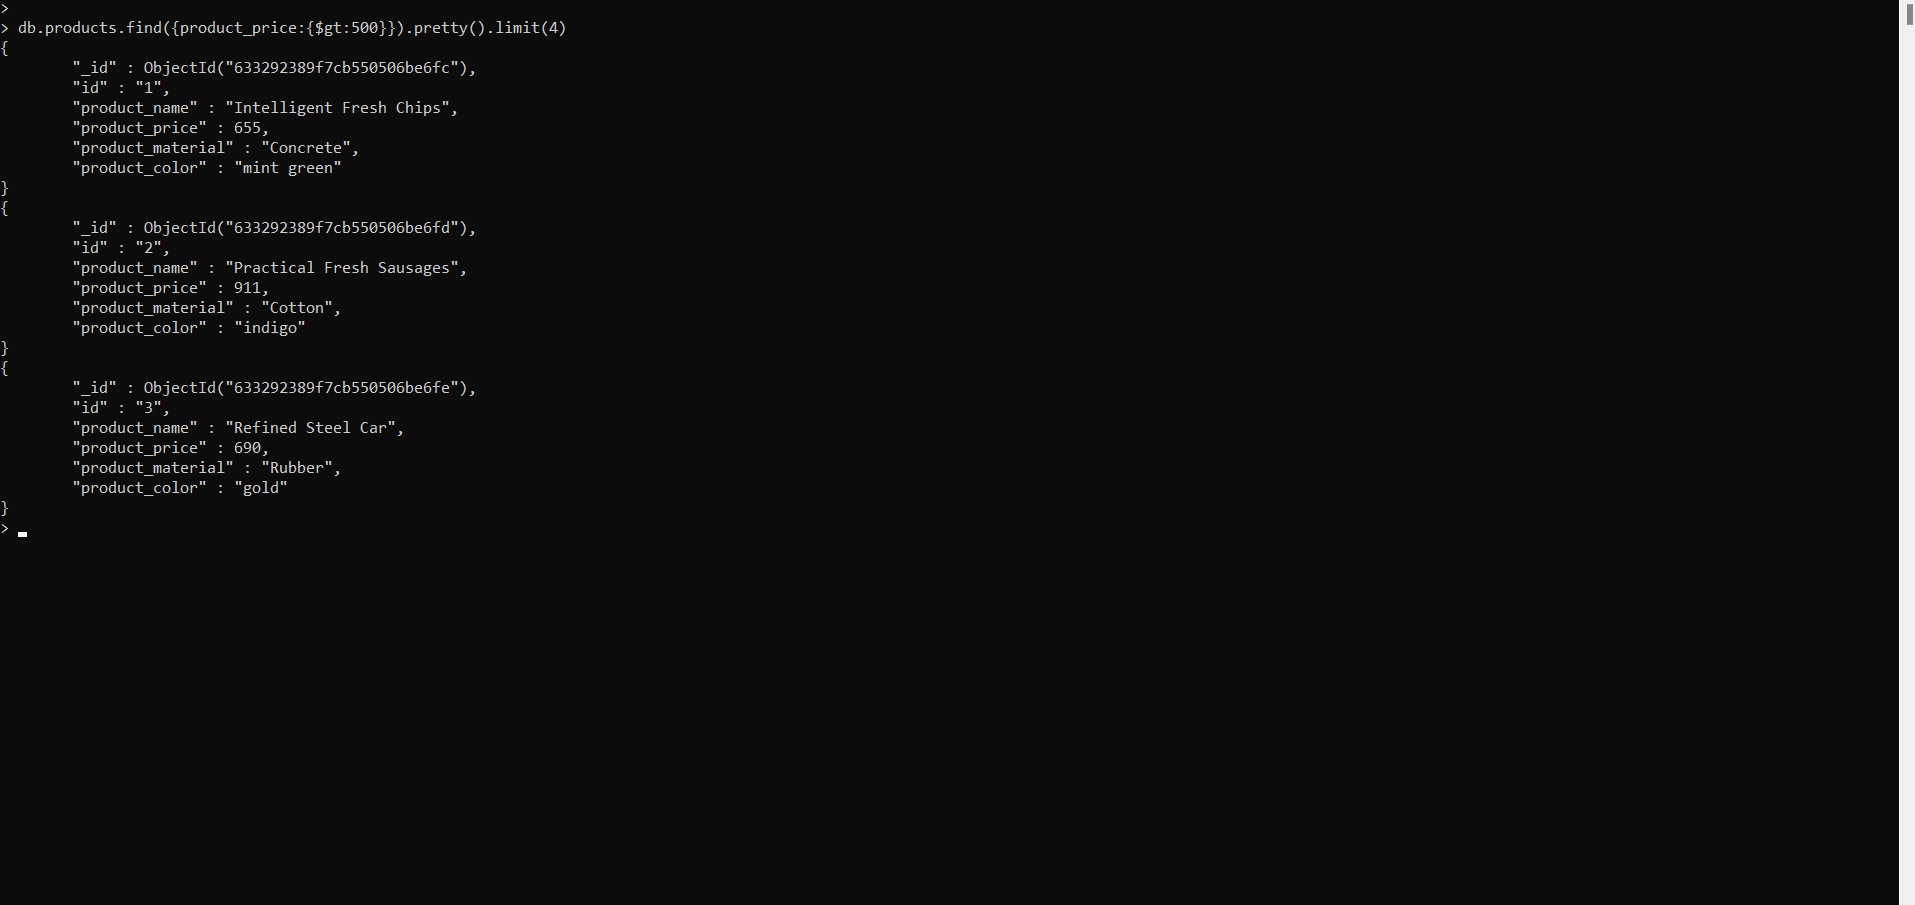 >
> db.products.find({product_price:{$gt:500}}).pretty().limit(4)
{
        "_id" : ObjectId("633292389f7cb550506be6fc"),
        "id" : "1",
        "product_name" : "Intelligent Fresh Chips",
        "product_price" : 655,
        "product_material" : "Concrete",
        "product_color" : "mint green"
}
{
        "_id" : ObjectId("633292389f7cb550506be6fd"),
        "id" : "2",
        "product_name" : "Practical Fresh Sausages",
        "product_price" : 911,
        "product_material" : "Cotton",
        "product_color" : "indigo"
}
{
        "_id" : ObjectId("633292389f7cb550506be6fe"),
        "id" : "3",
        "product_name" : "Refined Steel Car",
        "product_price" : 690,
        "product_material" : "Rubber",
        "product_color" : "gold"
}
>